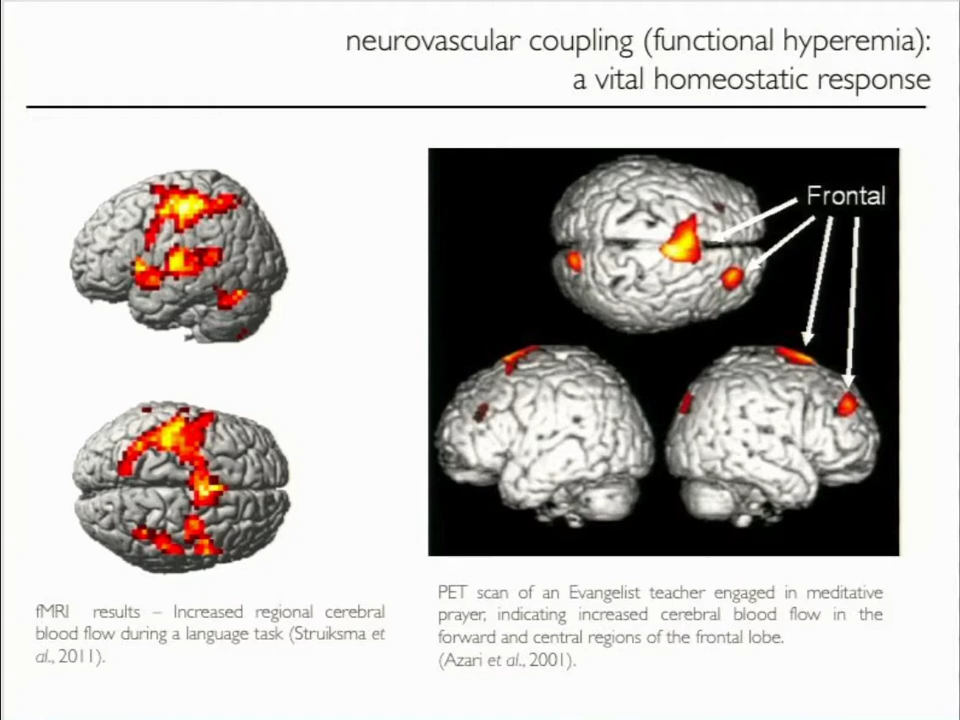 neurovascular coupling (functional hyperemia):
a vital homeostatic response
Frontal
fMRI results – Increased regional cerebral
blood flow during a language task (Struiksma et
al., 2011).
PET scan of an Evangelist teacher engaged in meditative
prayer, indicating increased cerebral blood flow in the
forward and central regions of the frontal lobe.
(Azari et al., 2001).